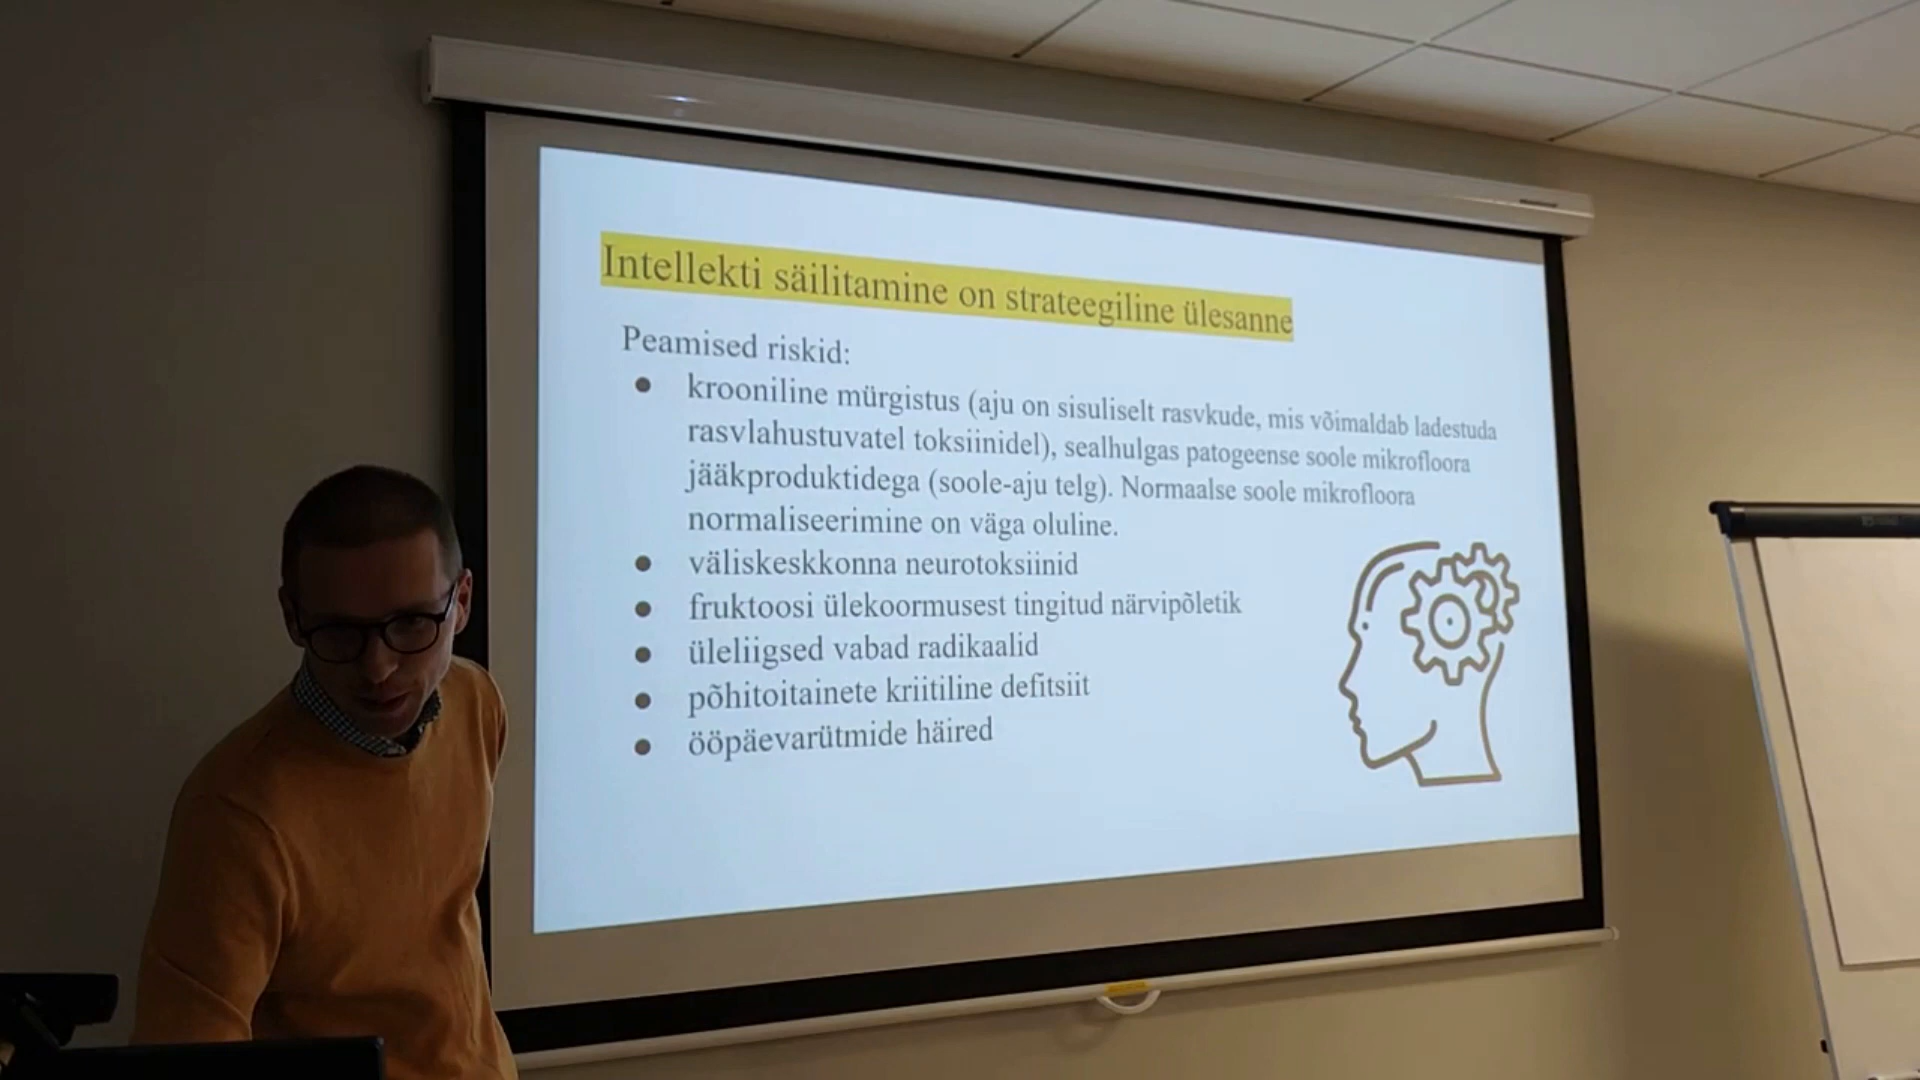 Intellekti säilitamine on strateegiline ülesanne
Peamised riskid:
● krooniline mürgistus (aju on sisuliselt rasvkude, mis võimaldab ladestuda
rasvlahustuvatel toksiinidel), sealhulgas patogeense soole mikrofloora
jääkproduktidega (soole-aju telg). Normaalse soole mikrofloora
normaliseerimine on väga oluline.
● väliskeskkonna neurotoksiinid
● fruktoosi ülekoormusest tingitud närvipõletik
● üleliigsed vabad radikaalid
● põhitoitainete kriitiline defitsiit
● ööpäevarütmide häired